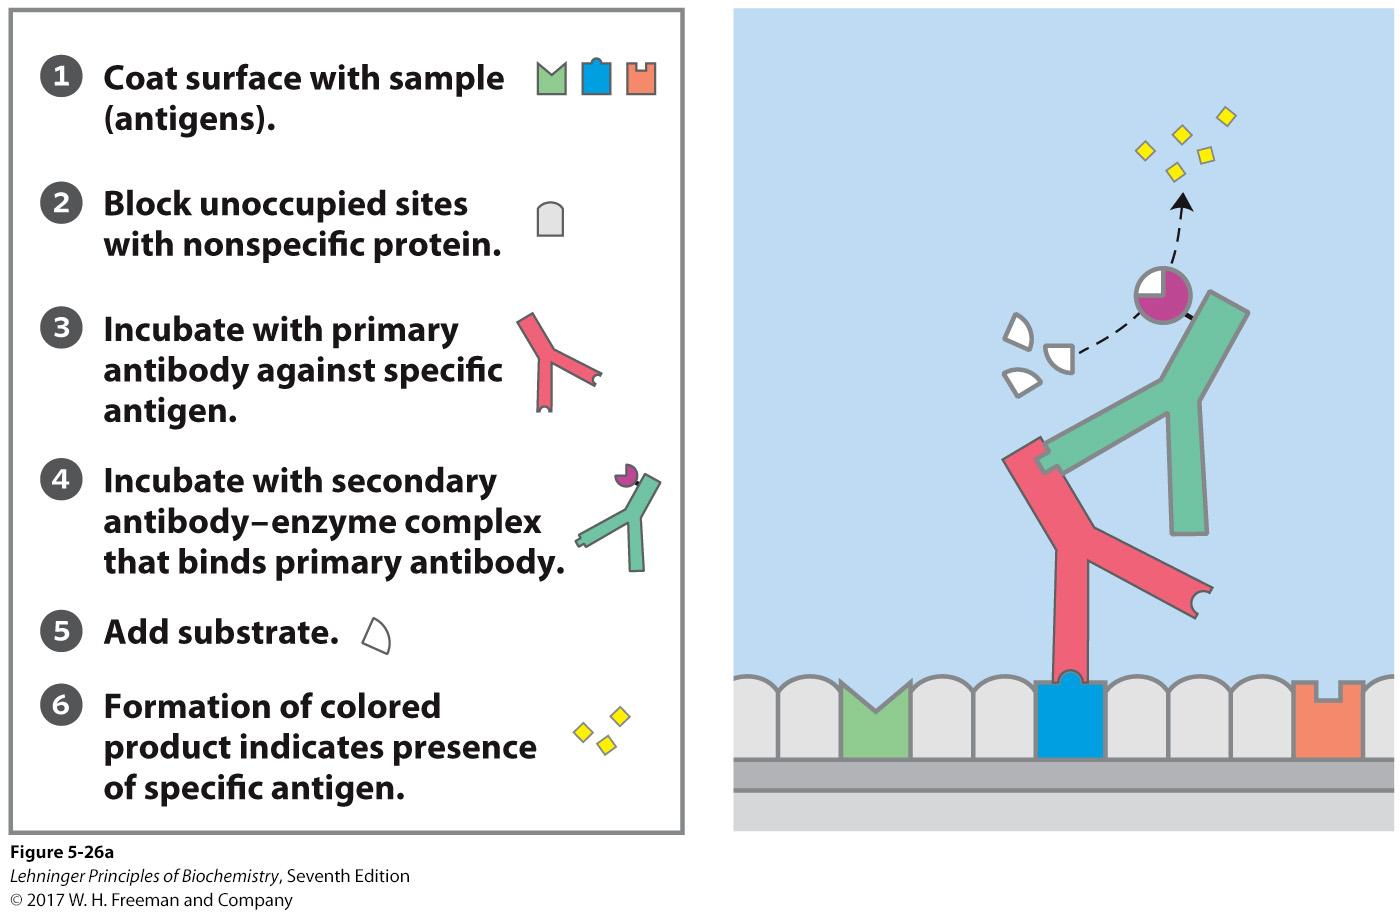 1 Coat surface with sample
(antigens).
2 Block unoccupied sites
with nonspecific protein.
3 Incubate with primary
antibody against specific
antigen.
4 Incubate with secondary
antibody–enzyme complex
that binds primary antibody.
5 Add substrate.
6 Formation of colored
product indicates presence
of specific antigen.
Figure 5-26a
Lehninger Principles of Biochemistry, Seventh Edition
© 2017 W. H. Freeman and Company